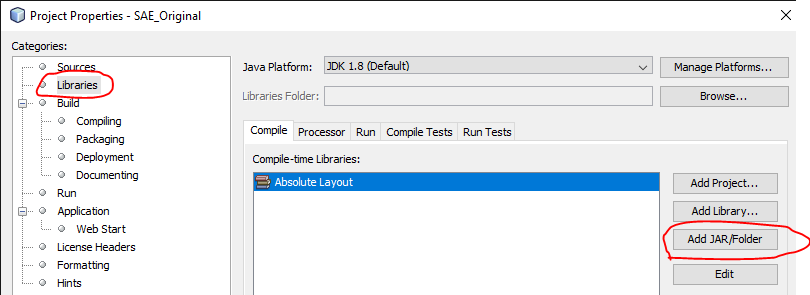 Project Properties - SAE_Original
Categories:
Sources
Libraries
Build
Compiling
Packaging
Deployment
Documenting
Run
Application
Web Start
License Headers
Formatting
Hints
Java Platform: JDK 1.8 (Default) Manage Platforms...
Libraries Folder: Browse...
Compile Processor Run Compile Tests Run Tests
Compile-time Libraries:
Absolute Layout
Add Project...
Add Library...
Add JAR/Folder
Edit